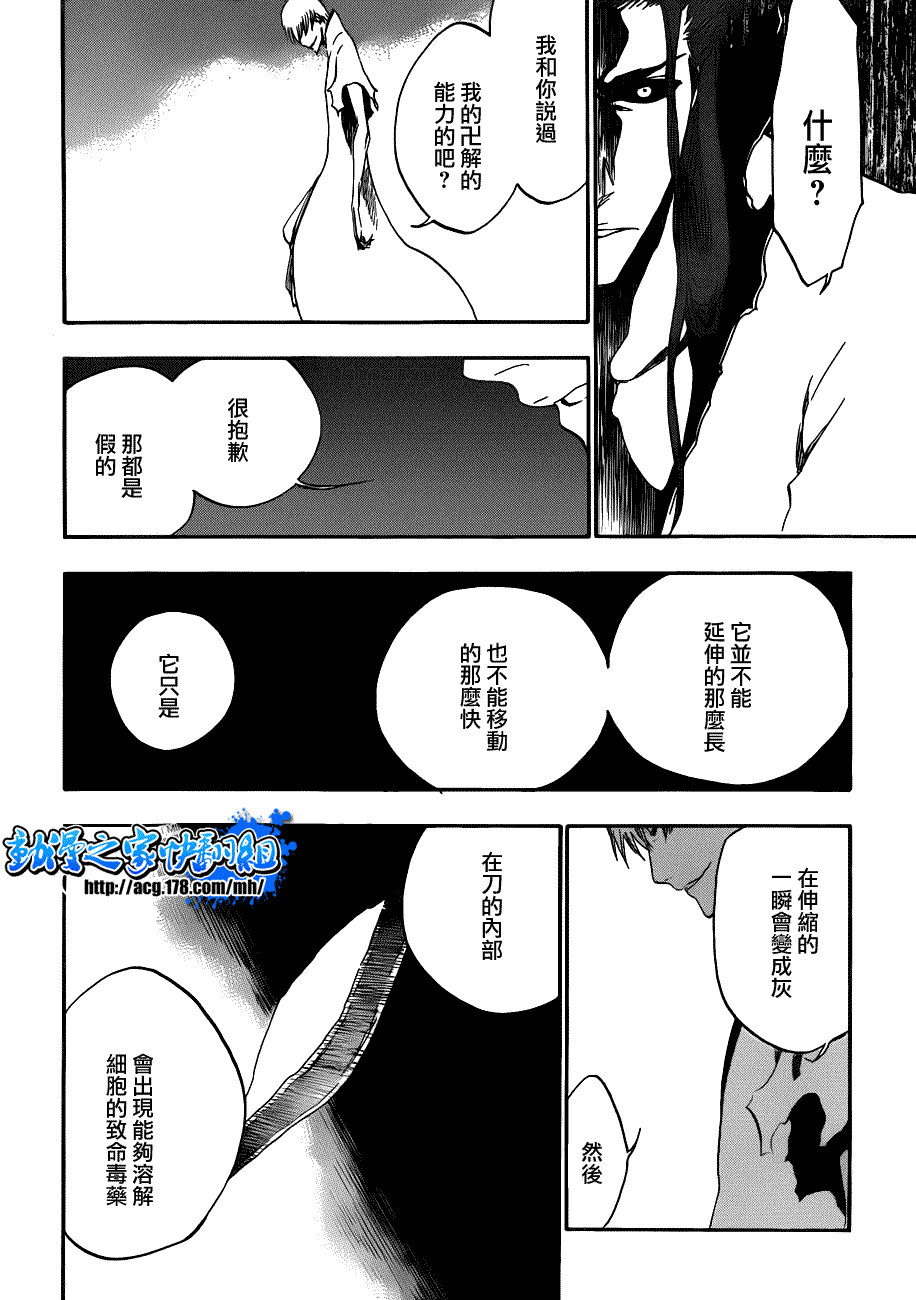 什麼?
我和你説過
我的卍解的
能力的吧?
很抱歉
那都是
假的
它並不能
延伸的那麼長
也不能移動
的那麼快
它只是
在伸縮的
一瞬會變成灰
然後
在刀的內部
會出現能夠溶解
細胞的致命毒藥
動漫之家快翻組
http://acg.178.com/mh/